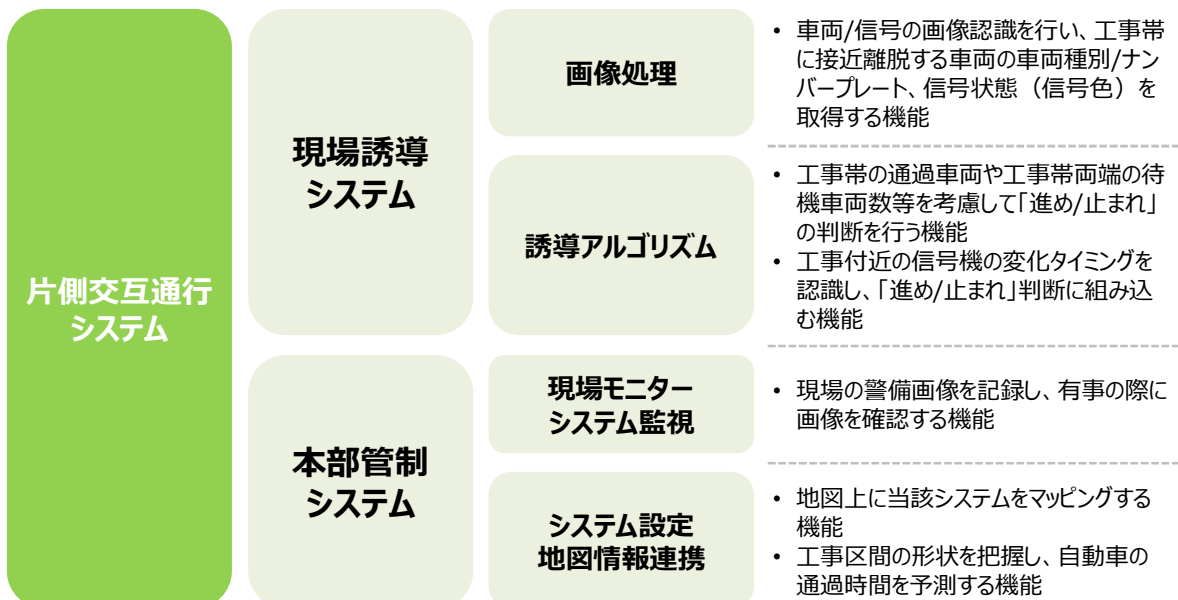 片側交互通行
システム
現場誘導
システム
画像処理
• 車両/信号の画像認識を行い、工事帯
に接近離脱する車両の車両種別/ナン
バープレート、信号状態（信号色）を
取得する機能
誘導アルゴリズム
• 工事帯の通過車両や工事帯両端の待
機車両数等を考慮して「進め/止まれ」
の判断を行う機能
• 工事付近の信号機の変化タイミングを
認識し、「進め/止まれ」判断に組み込
む機能
本部管制
システム
現場モニター
システム監視
• 現場の警備画像を記録し、有事の際に
画像を確認する機能
システム設定
地図情報連携
• 地図上に当該システムをマッピングする
機能
• 工事区間の形状を把握し、自動車の
通過時間を予測する機能